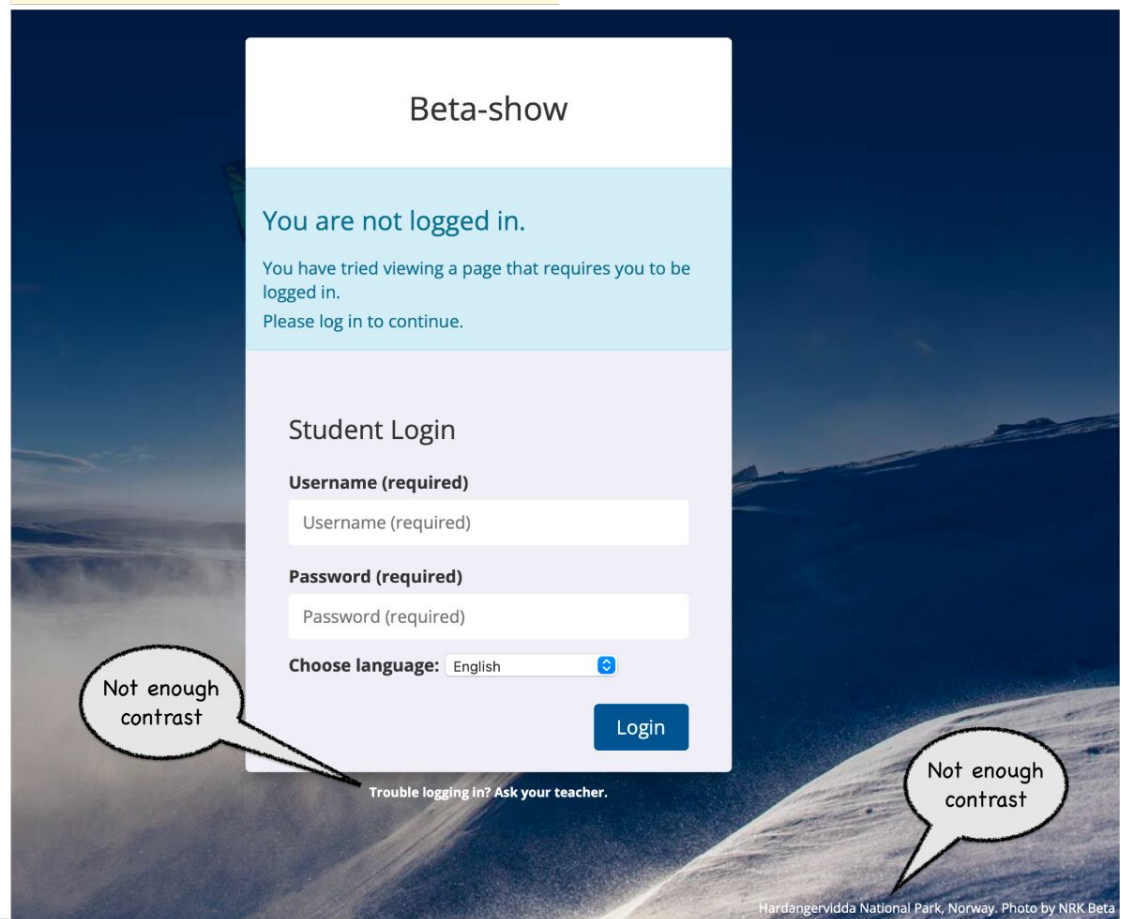 Beta-show
You are not logged in.
You have tried viewing a page that requires you to be
logged in.
Please log in to continue.
Student Login
Username (required)
Username (required)
Password (required)
Password (required)
Choose language: English
Login
Not enough
contrast
Trouble logging in? Ask your teacher.
Not enough
contrast
Hardangervidda National Park, Norway. Photo by NRK Beta